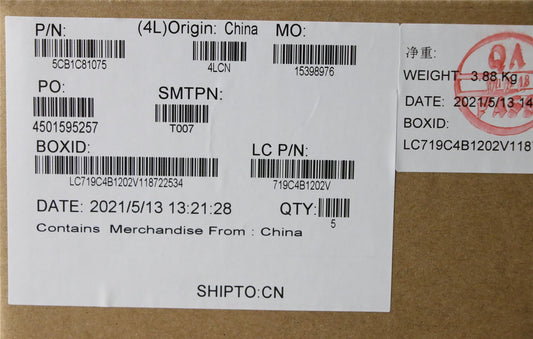 P/N:
(4L)Origin: China
MO:
5CB1C81075
4LCN
15398976
PO:
SMTPN:
4501595257
T007
BOXID:
LC P/N:
LC719C4B1202V118722534
719C4B1202V
DATE: 2021/5/13 13:21:28
QTY:
5
Contains Merchandise From : China
SHIPTO:CN
净重:
QA
WEIGHT: 3.88 Kg
DATE: 2021/5/13 14
PASS
BOXID:
LC719C4B1202V1187